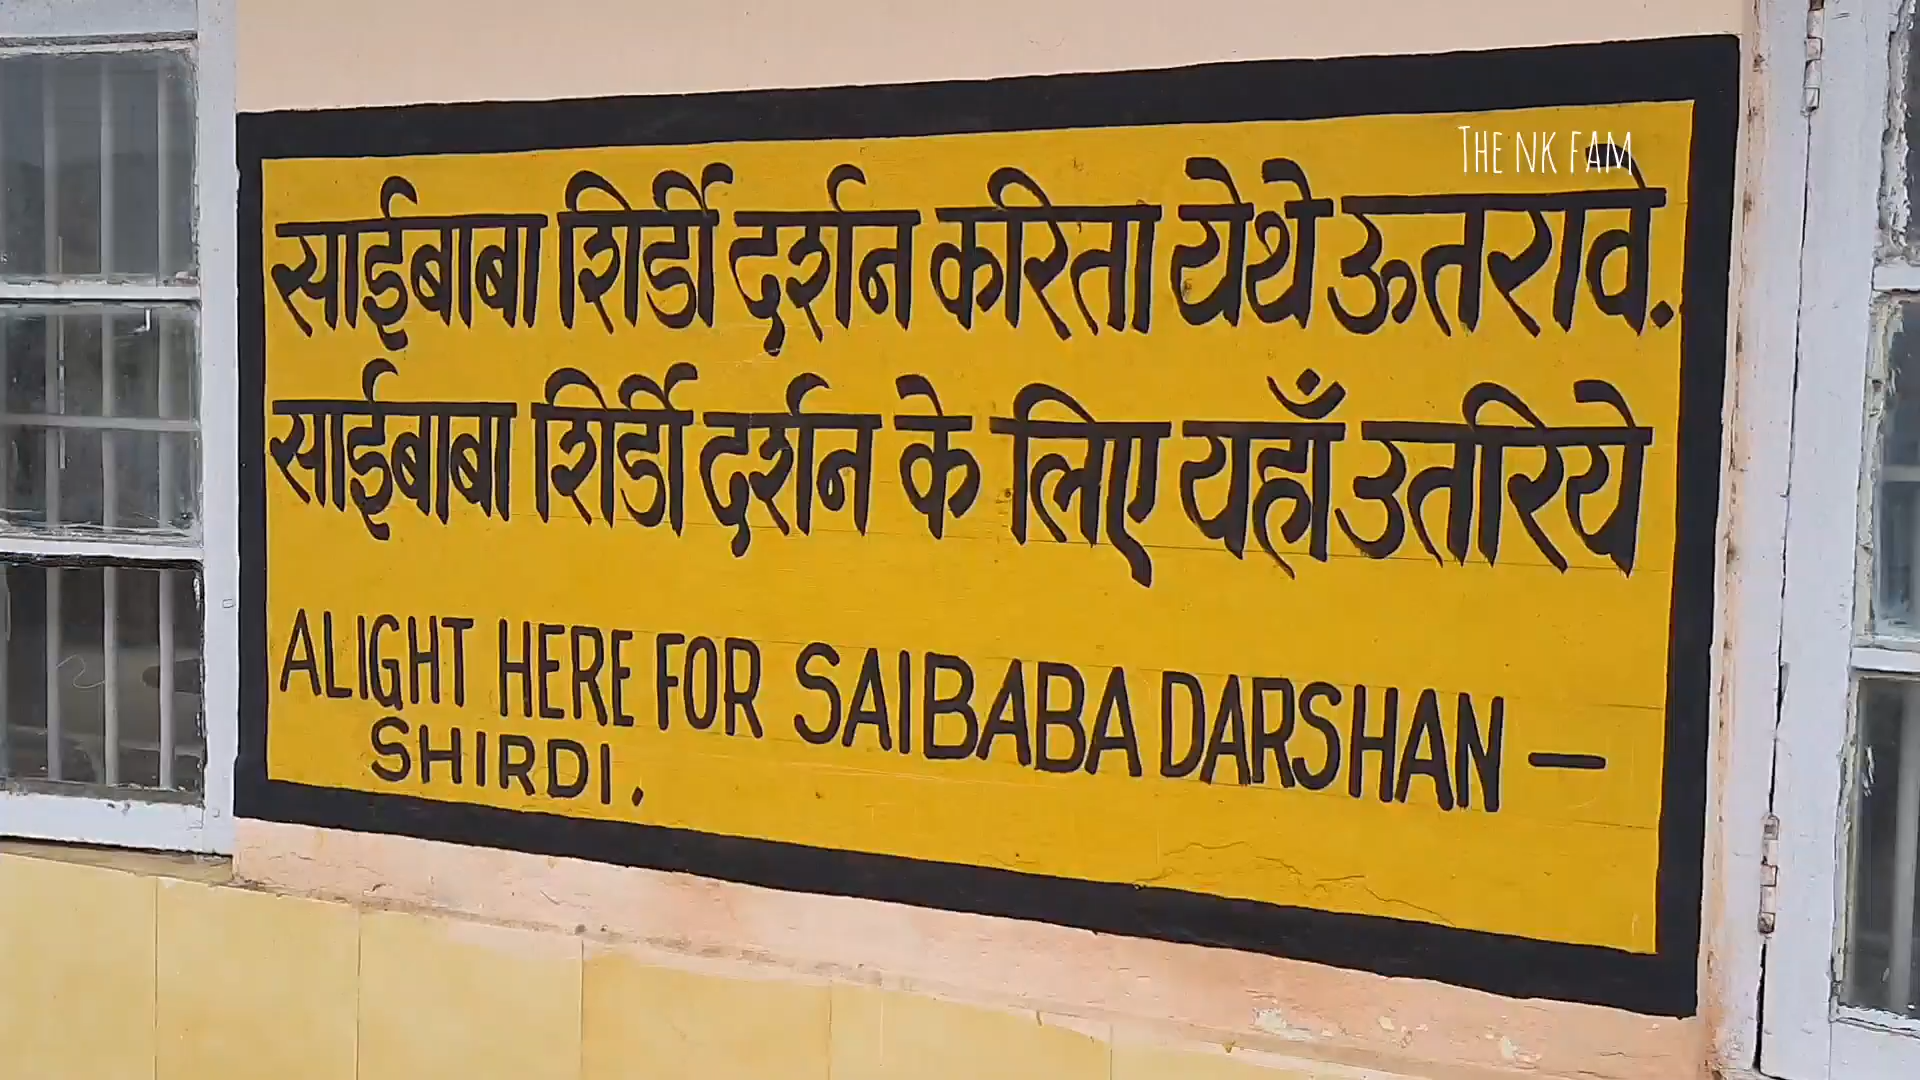 THE NK FAM
साईबाबा शिर्डी दर्शन करिता येथे ऊतरावे.
साईबाबा शिर्डी दर्शन के लिए यहाँ उतरिये
ALIGHT HERE FOR SAIBABA DARSHAN —
SHIRDI.